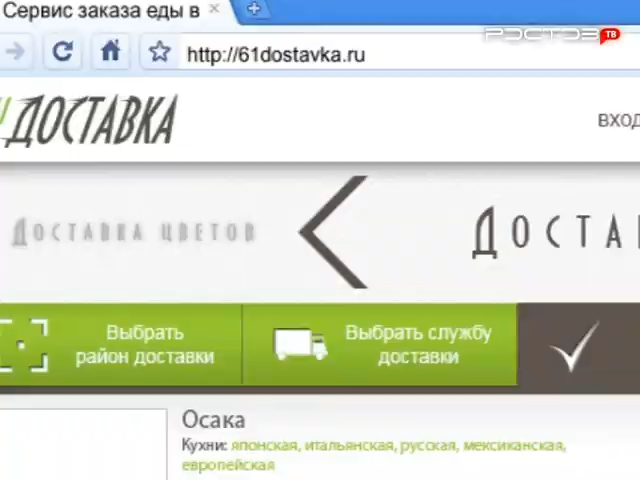 Сервис заказа еды в
РОСТОВ ТВ
http://61dostavka.ru
ДОСТАВКА
ВХОД
ДОСТАВКА ЦВЕТОВ
Выбрать
район доставки
Выбрать службу
доставки
Осака
Кухни: японская, итальянская, русская, мексиканская,
европейская